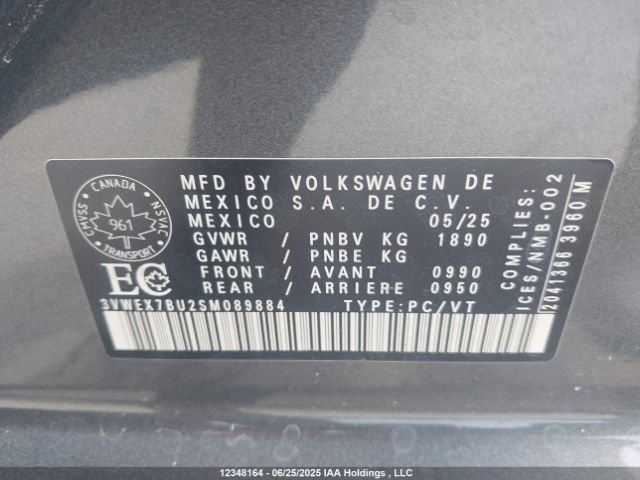 CANADA
CMVSS
NSVAC
961
TRANSPORT
EC
MFD BY VOLKSWAGEN DE
MEXICO S.A. DE C.V.
MEXICO 05/25
GVWR / PNBV KG 1890
GAWR / PNBE KG
FRONT / AVANT 0990
REAR / ARRIERE 0950
3VWEX7BU2SM089884 TYPE:PC/VT
COMPLIES:
ICES/NMB-002
2041366 3960 M
12348164 - 06/25/2025 IAA Holdings , LLC